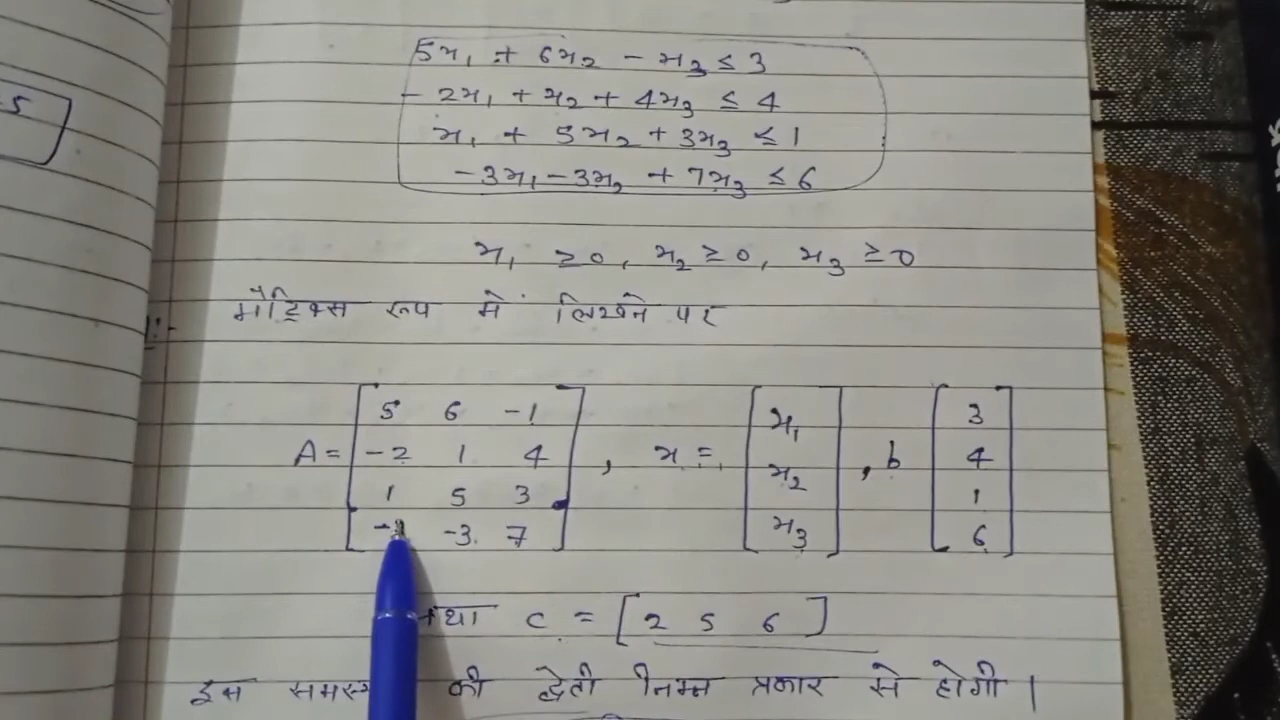 5x₁ + 6x₂ - x₃ ≤ 3
- 2x₁ + x₂ + 4x₃ ≤ 4
x₁ + 5x₂ + 3x₃ ≤ 1
-3x₁ - 3x₂ + 7x₃ ≤ 6
x₁ ≥ 0, x₂ ≥ 0, x₃ ≥ 0
मैट्रिक्स रूप में लिखने पर
5 6 -1 x₁ 3
A = -2 1 4 , x = x₂ , b 4
1 5 3 x₃ 1
-3. 7 6
तथा c = [2 5 6]
इस की द्वैती निम्न प्रकार से होगी।